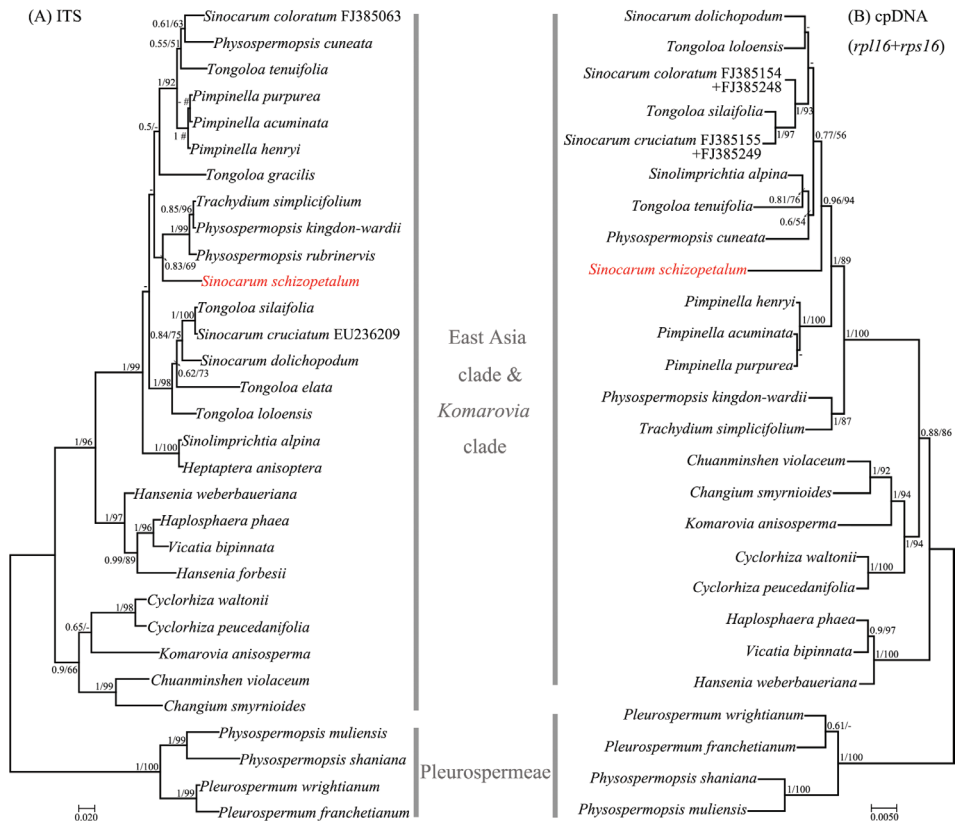 (A) ITS
Sinocarum coloratum FJ385063
0.61/63
Physospermopsis cuneata
0.55/51
Tongoloa tenuifolia
1/92
Pimpinella purpurea
- #
Pimpinella acuminata
1 #
Pimpinella henryi
0.5/-
Tongoloa gracilis
-
Trachydium simplicifolium
0.85/96
Physospermopsis kingdon-wardii
1/99
Physospermopsis rubrinervis
0.83/69
Sinocarum schizopetalum
-
Tongoloa silaifolia
1/100
Sinocarum cruciatum EU236209
0.84/75
Sinocarum dolichopodum
0.62/73
Tongoloa elata
1/98
Tongoloa loloensis
1/99
Sinolimprichtia alpina
1/100
Heptaptera anisoptera
1/96
Hansenia weberbaueriana
1/97
Haplosphaera phaea
1/96
Vicatia bipinnata
0.99/89
Hansenia forbesii
Cyclorhiza waltonii
1/98
Cyclorhiza peucedanifolia
0.65/-
Komarovia anisosperma
0.9/66
Chuanminshen violaceum
1/99
Changium smyrnioides
Physospermopsis muliensis
1/99
Physospermopsis shaniana
1/100
Pleurospermum wrightianum
1/99
Pleurospermum franchetianum
0.020
East Asia
clade &
Komarovia
clade
Pleurospermeae
(B) cpDNA
(rpl16+rps16)
Sinocarum dolichopodum
-
Tongoloa loloensis
-
Sinocarum coloratum FJ385154
+FJ385248
1/93
Tongoloa silaifolia
1/97
Sinocarum cruciatum FJ385155
+FJ385249
0.77/56
Sinolimprichtia alpina
0.81/76
Tongoloa tenuifolia
0.96/94
0.6/54
Physospermopsis cuneata
1/89
Sinocarum schizopetalum
Pimpinella henryi
1/100
Pimpinella acuminata
-
Pimpinella purpurea
1/100
Physospermopsis kingdon-wardii
1/87
Trachydium simplicifolium
0.88/86
Chuanminshen violaceum
1/92
Changium smyrnioides
1/94
Komarovia anisosperma
1/94
Cyclorhiza waltonii
1/100
Cyclorhiza peucedanifolia
Haplosphaera phaea
0.9/97
Vicatia bipinnata
1/100
Hansenia weberbaueriana
Pleurospermum wrightianum
0.61/-
Pleurospermum franchetianum
1/100
Physospermopsis shaniana
1/100
Physospermopsis muliensis
0.0050